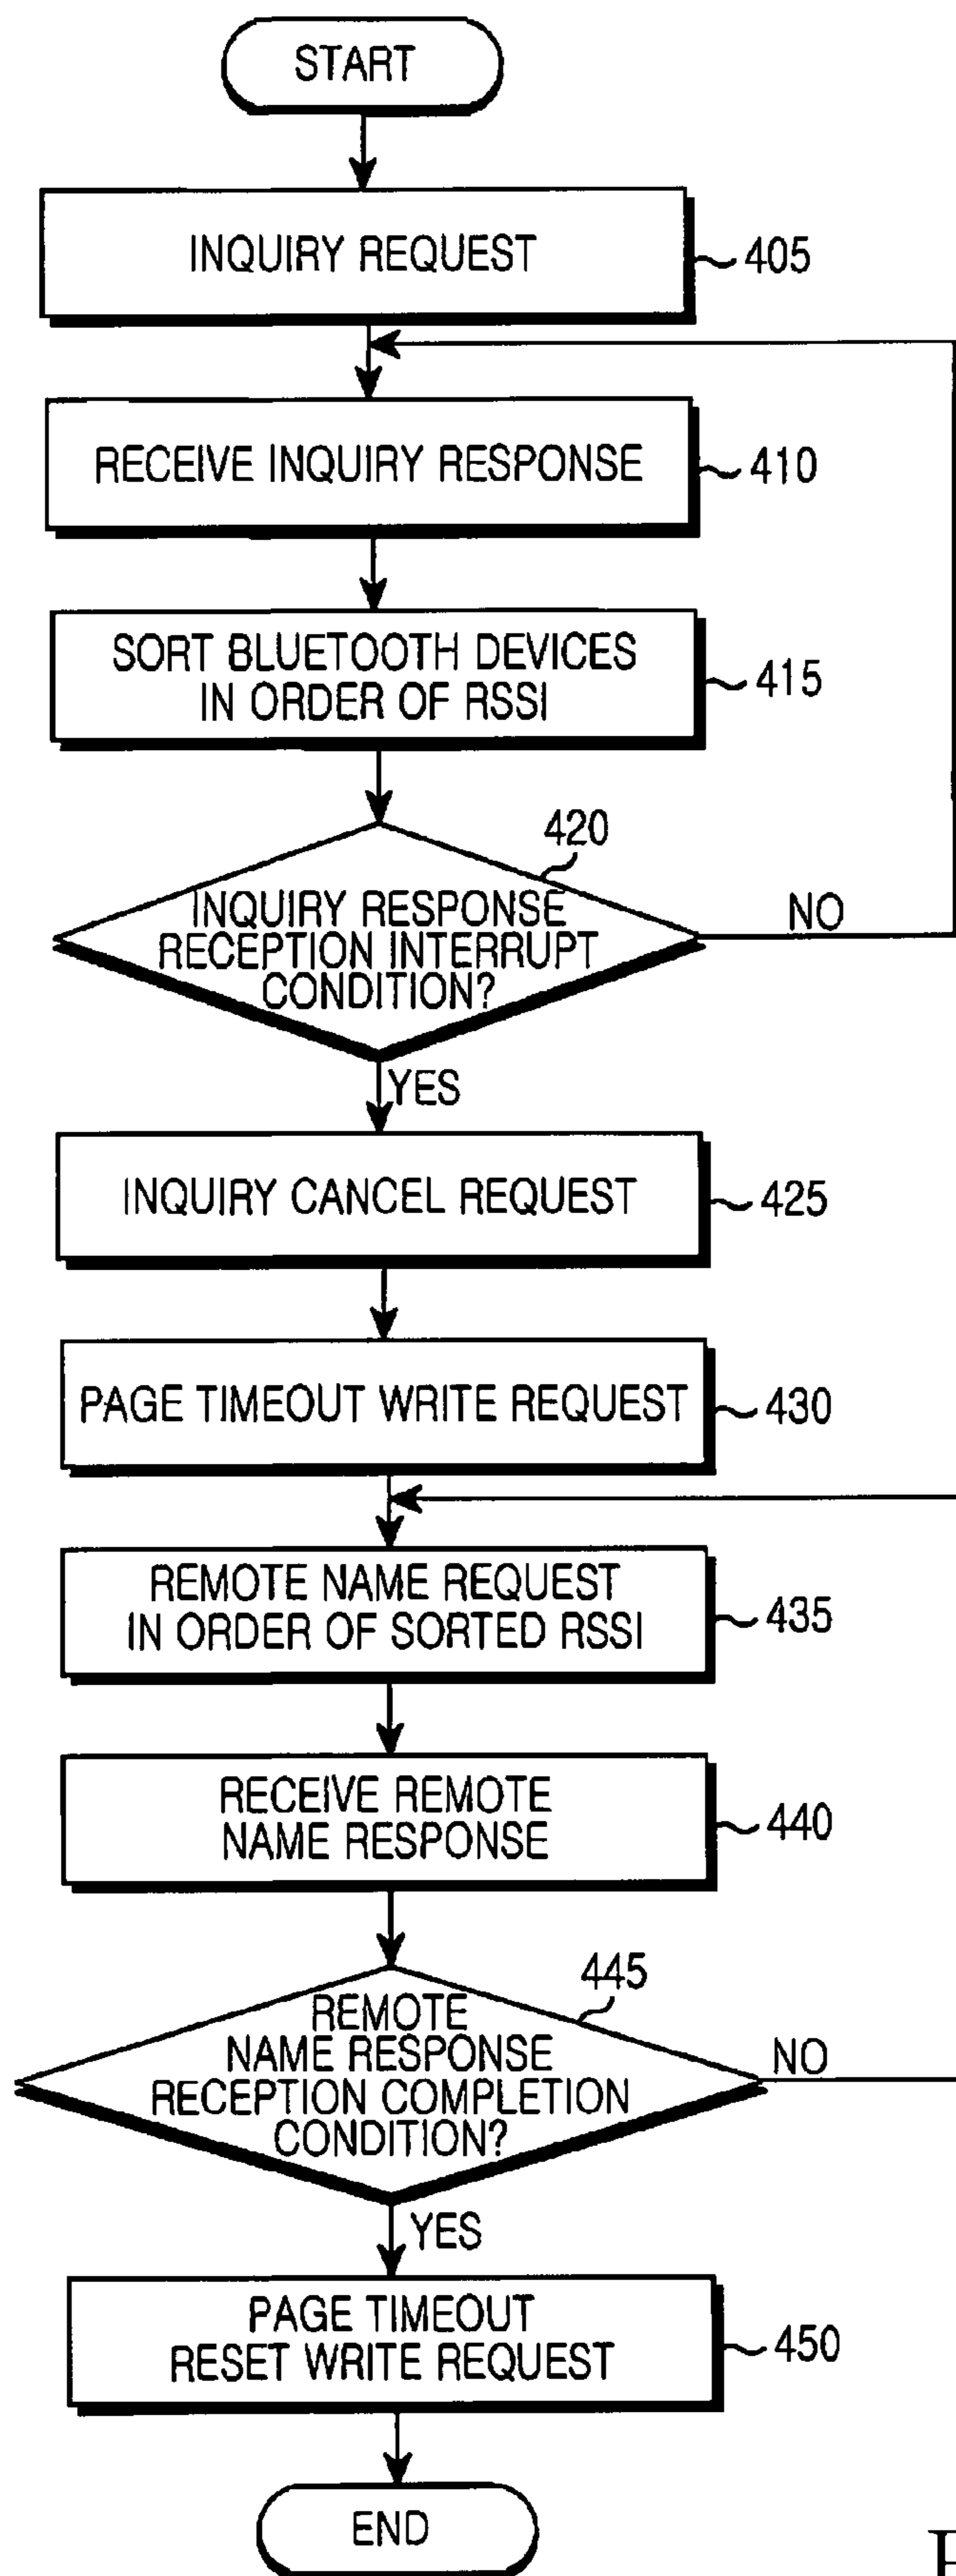 START
INQUIRY REQUEST
405
RECEIVE INQUIRY RESPONSE
410
SORT BLUETOOTH DEVICES
IN ORDER OF RSSI
415
420
INQUIRY RESPONSE
RECEPTION INTERRUPT
CONDITION?
NO
YES
INQUIRY CANCEL REQUEST
425
PAGE TIMEOUT WRITE REQUEST
430
REMOTE NAME REQUEST
IN ORDER OF SORTED RSSI
435
RECEIVE REMOTE
NAME RESPONSE
440
445
REMOTE
NAME RESPONSE
RECEPTION COMPLETION
CONDITION?
NO
YES
PAGE TIMEOUT
RESET WRITE REQUEST
450
END